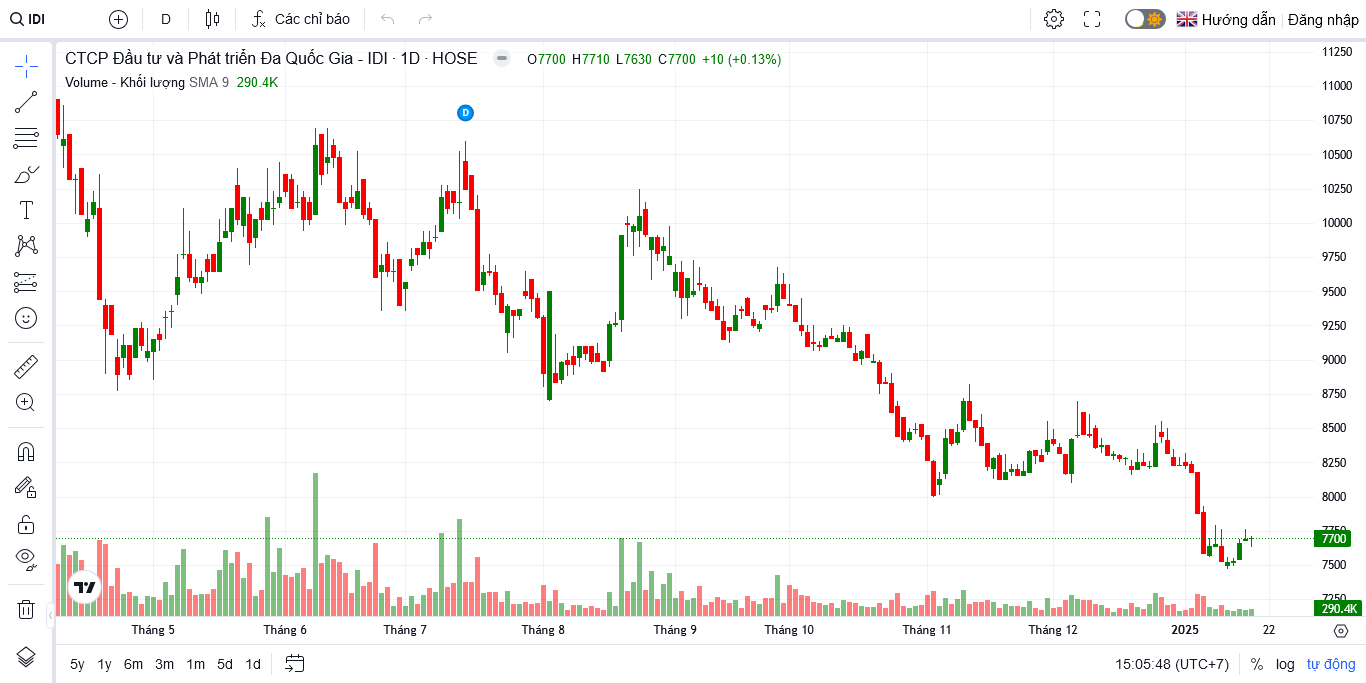 IDI D Các chỉ báo Hướng dẫn Đăng nhập
CTCP Đầu tư và Phát triển Đa Quốc Gia - IDI · 1D · HOSE O7700 H7710 L7630 C7700 +10 (+0.13%)
Volume - Khối lượng SMA 9 290.4K
D
11250
11000
10750
10500
10250
10000
9750
9500
9250
9000
8750
8500
8250
8000
7750
7700
7500
7250
290.4K
Tháng 5 Tháng 6 Tháng 7 Tháng 8 Tháng 9 Tháng 10 Tháng 11 Tháng 12 2025 22
5y 1y 6m 3m 1m 5d 1d 15:05:48 (UTC+7) % log tự động